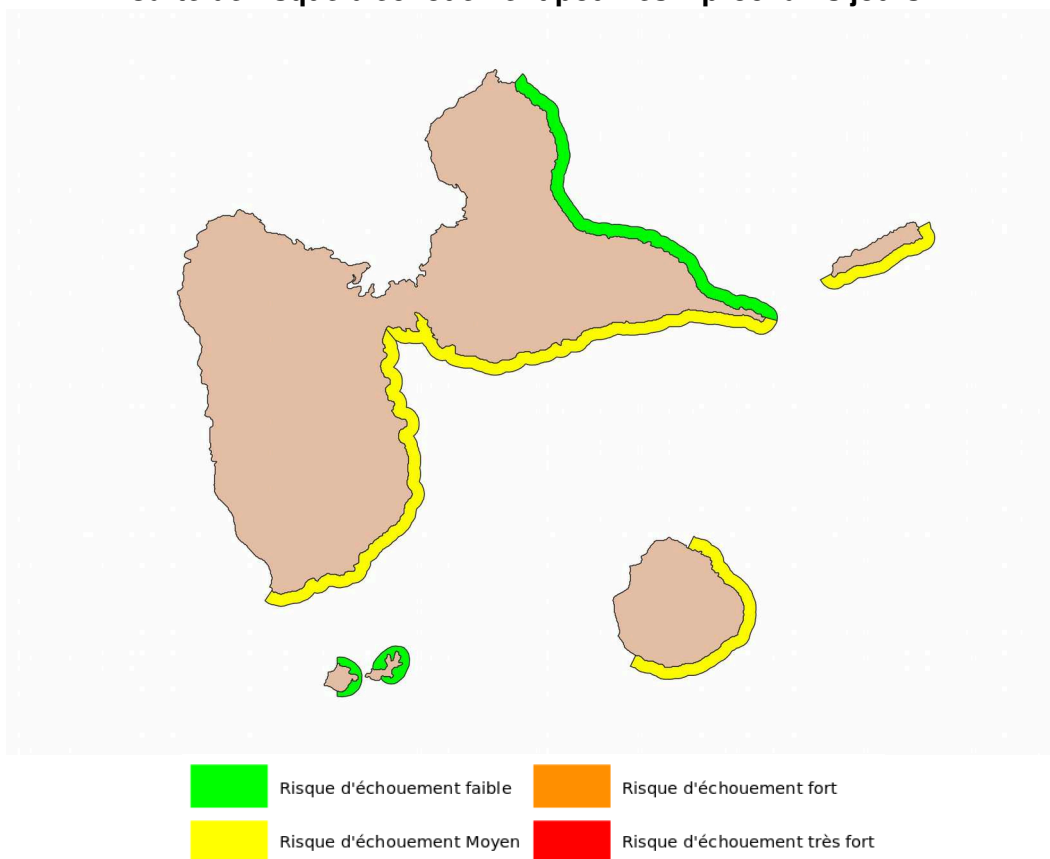 Risque d'échouement faible
Risque d'échouement fort
Risque d'échouement Moyen
Risque d'échouement très fort